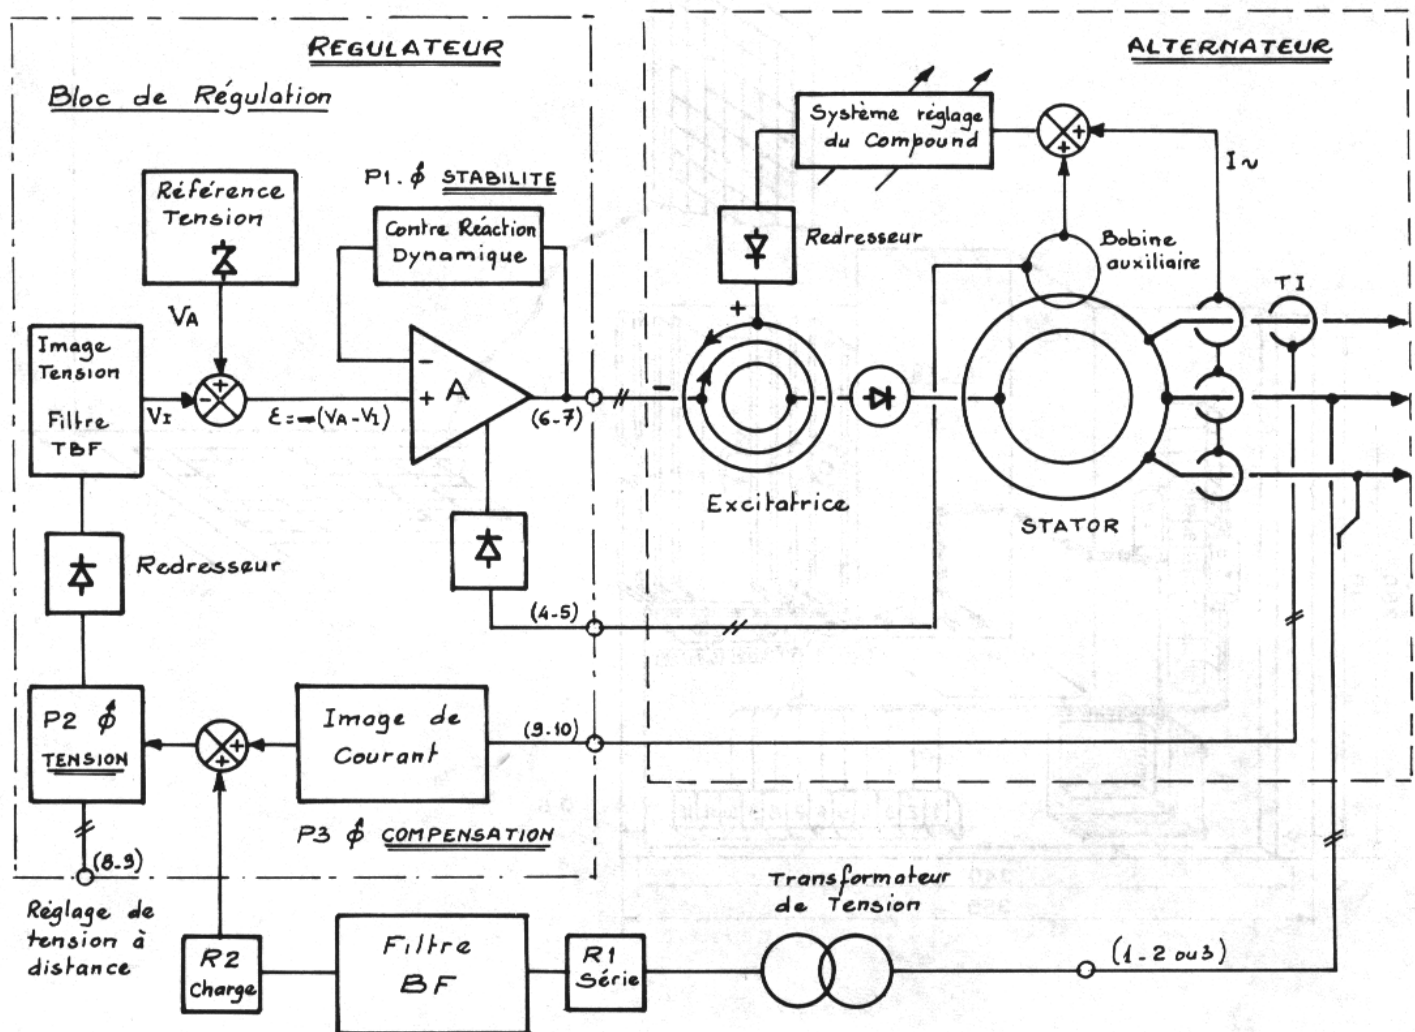 REGULATEUR
Bloc de Régulation
Référence
Tension
VA
P1. STABILITE
Contre Réaction
Dynamique
Image
Tension
Filtre
TBF
VI
+
-
ε=-(VA-VI)
-
+
A
(6-7)
Redresseur
(4-5)
P2
TENSION
+
+
Image de
Courant
(9.10)
P3 COMPENSATION
(8-9)
Réglage de
tension à
distance
R2
Charge
Filtre
BF
R1
Série
Transformateur
de Tension
(1-2 ou 3)
ALTERNATEUR
Système réglage
du Compound
+
+
I~
Redresseur
Bobine
auxiliaire
TI
+
-
Excitatrice
STATOR